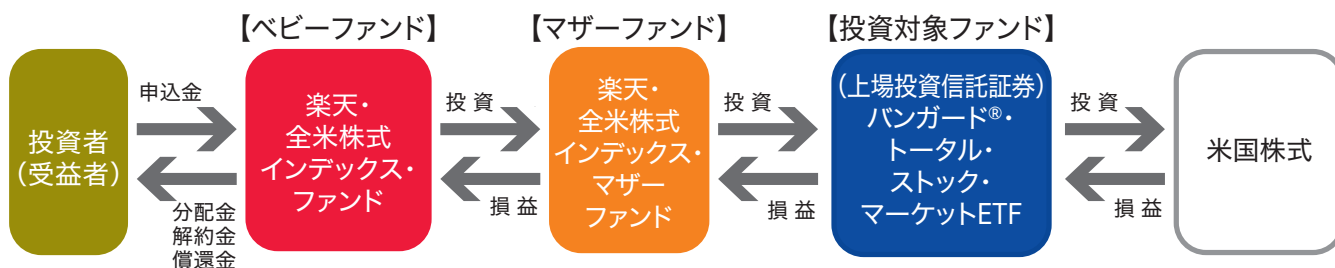 【ベビーファンド】
【マザーファンド】
【投資対象ファンド】
投資者
(受益者)
申込金
分配金
解約金
償還金
楽天・
全米株式
インデックス・
ファンド
投資
損益
楽天・
全米株式
インデックス・
マザー
ファンド
投資
損益
(上場投資信託証券)
バンガード®・
トータル・
ストック・
マーケットETF
投資
損益
米国株式